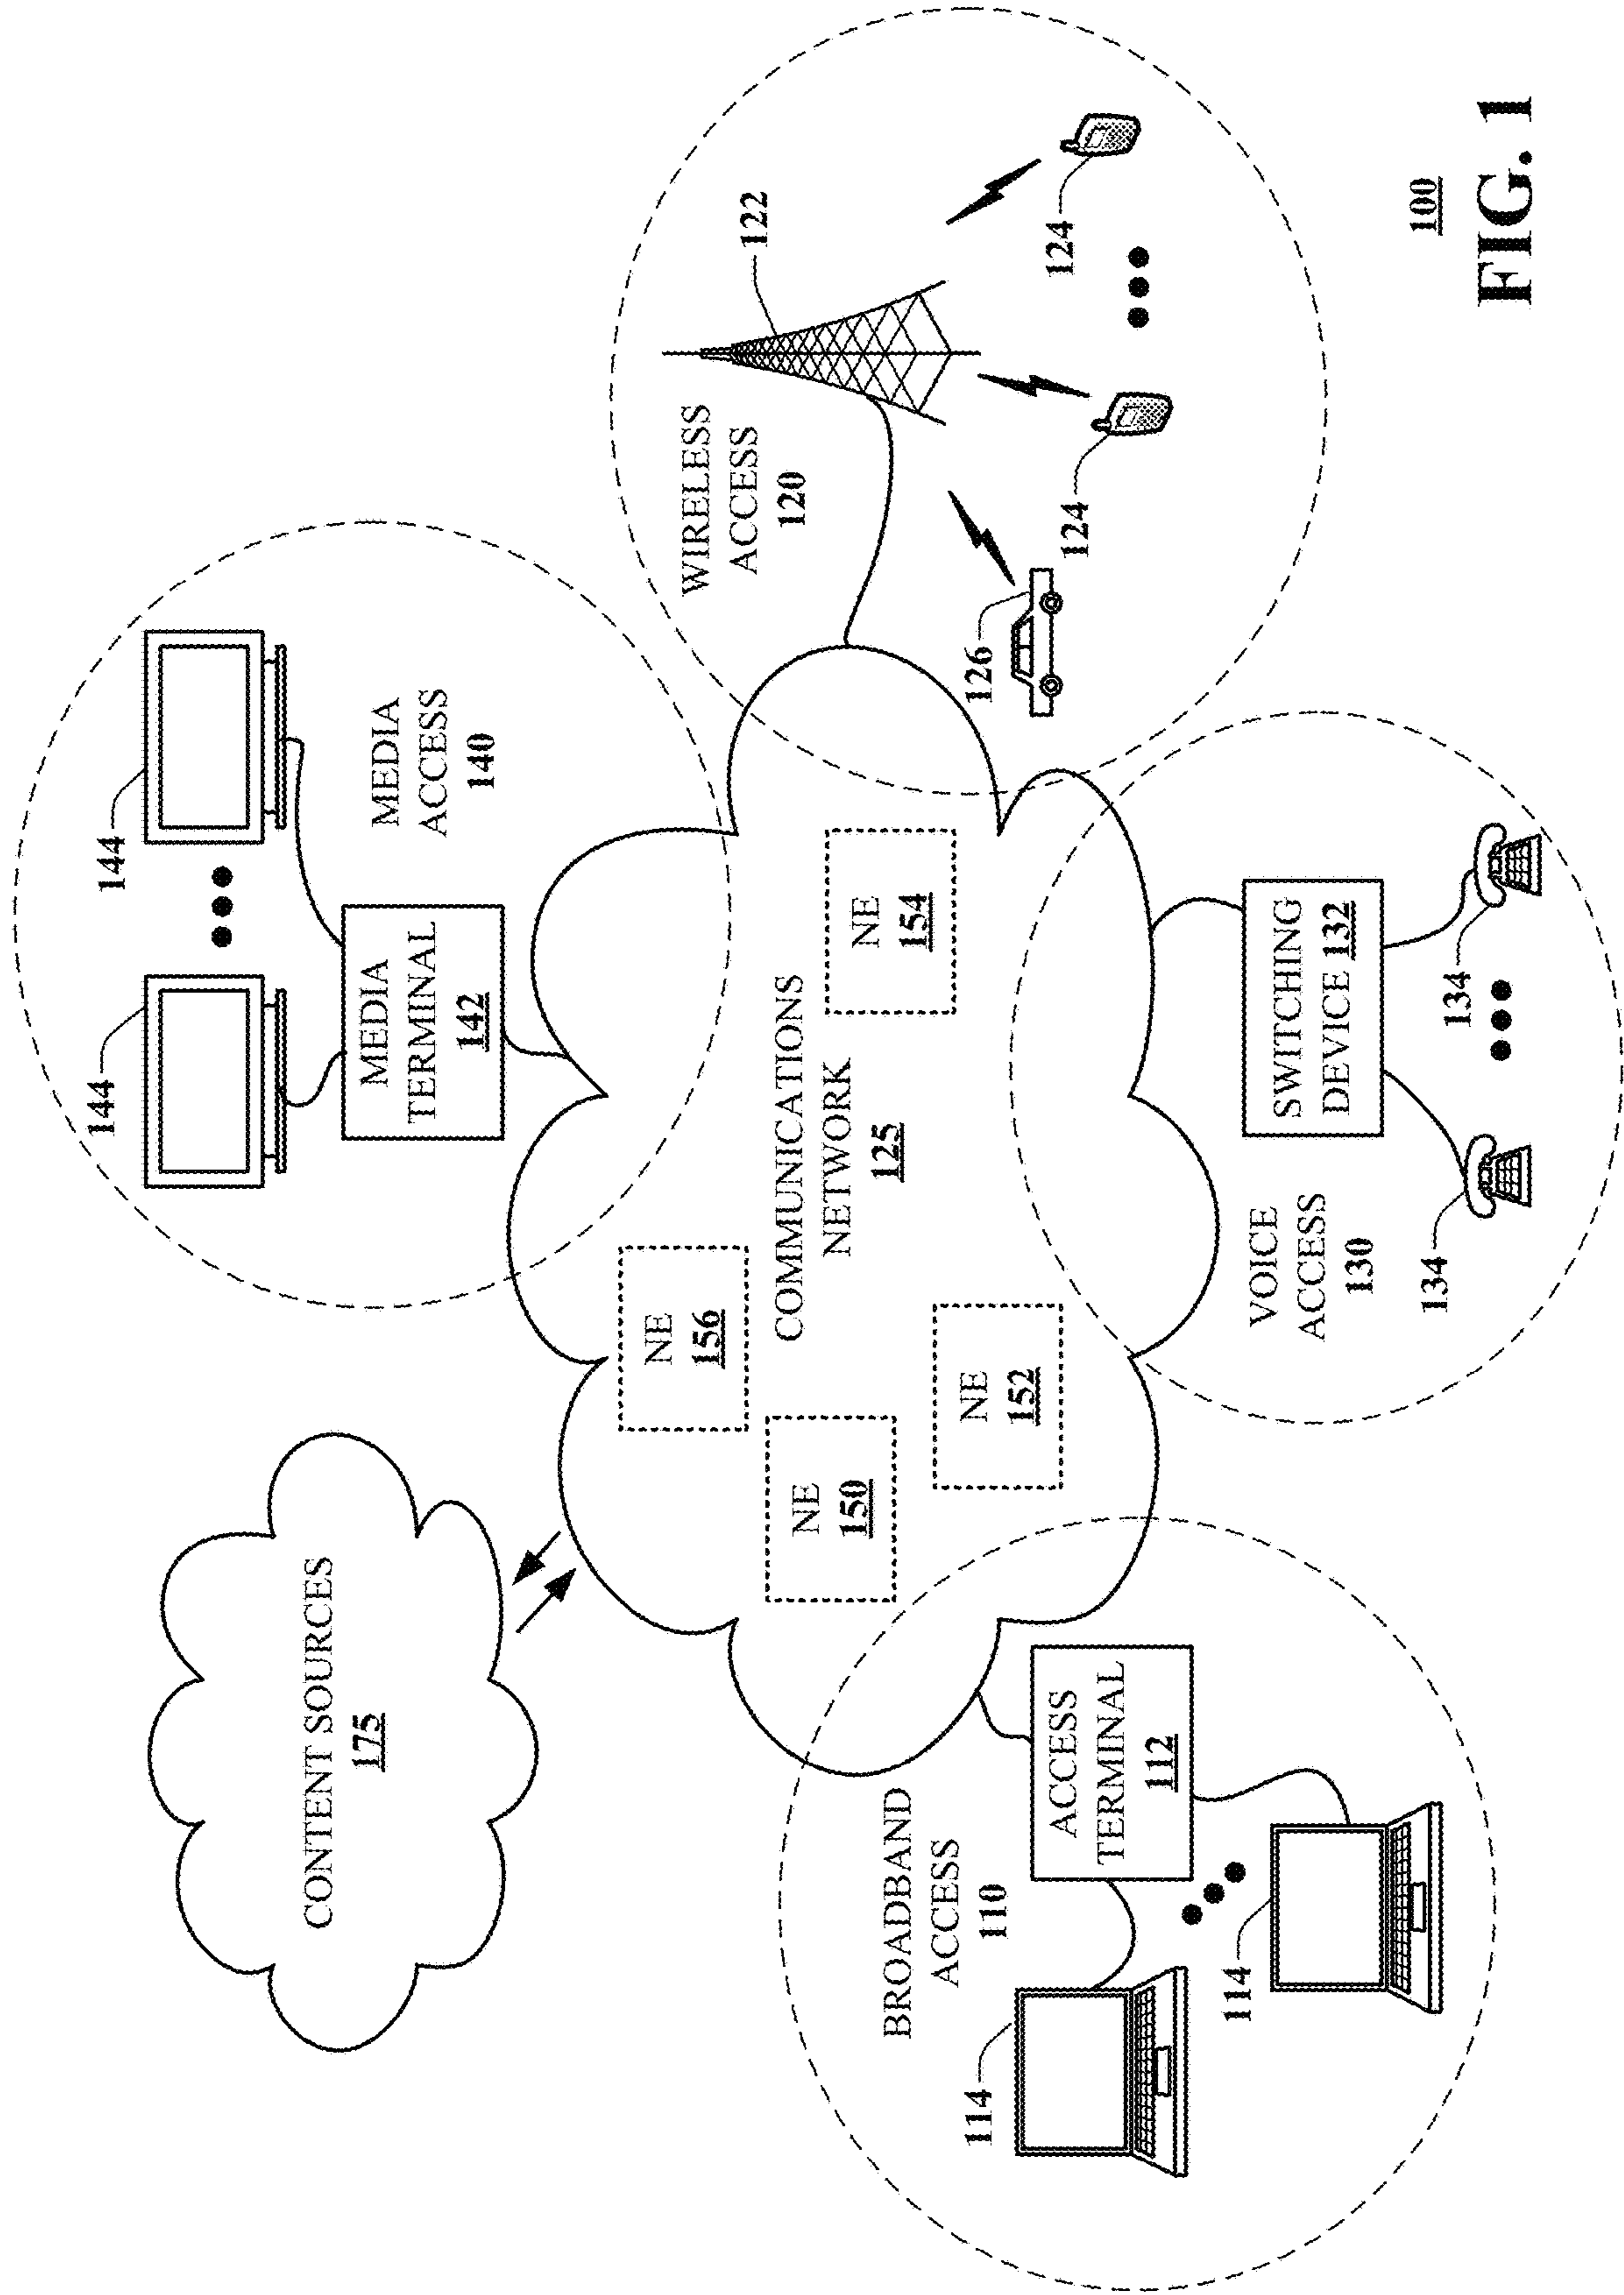 CONTENT SOURCES
175
144
144
MEDIA
TERMINAL
142
MEDIA
ACCESS
140
WIRELESS
ACCESS
120
122
124
124
126
NE
156
NE
150
NE
152
COMMUNICATIONS
NETWORK
125
NE
154
BROADBAND
ACCESS
110
ACCESS
TERMINAL
112
114
114
VOICE
ACCESS
130
SWITCHING
DEVICE 132
134
134
100
FIG. 1